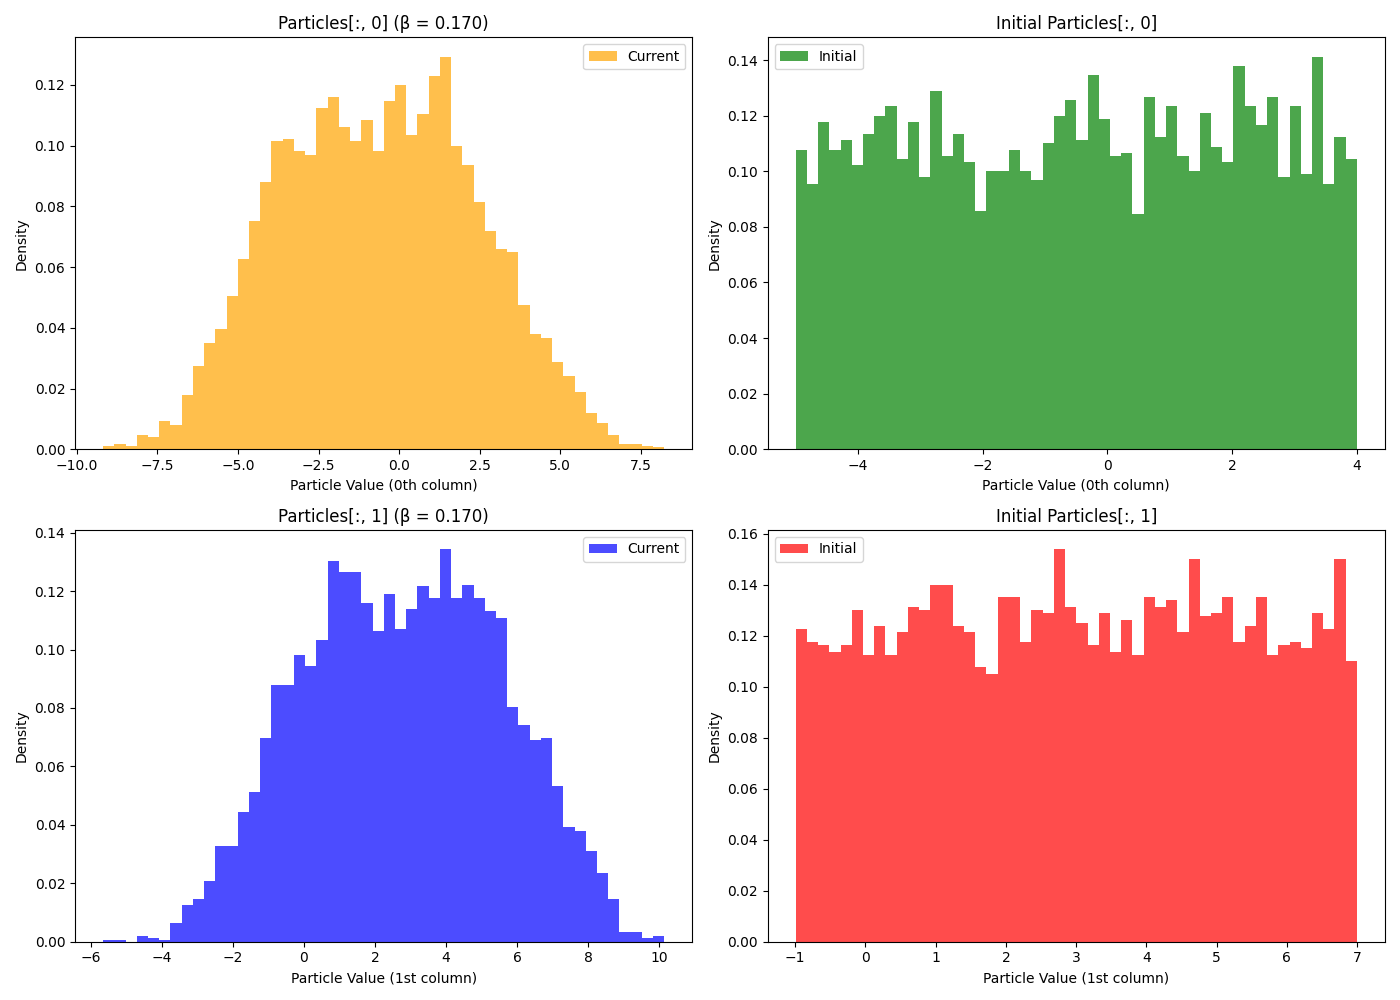 Particles[:, 0] (β = 0.170)
Current
0.12
0.10
0.08
0.06
0.04
0.02
0.00
Density
−10.0 −7.5 −5.0 −2.5 0.0 2.5 5.0 7.5
Particle Value (0th column)
Initial Particles[:, 0]
Initial
0.14
0.12
0.10
0.08
0.06
0.04
0.02
0.00
Density
−4 −2 0 2 4
Particle Value (0th column)
Particles[:, 1] (β = 0.170)
Current
0.14
0.12
0.10
0.08
0.06
0.04
0.02
0.00
Density
−6 −4 −2 0 2 4 6 8 10
Particle Value (1st column)
Initial Particles[:, 1]
Initial
0.16
0.14
0.12
0.10
0.08
0.06
0.04
0.02
0.00
Density
−1 0 1 2 3 4 5 6 7
Particle Value (1st column)